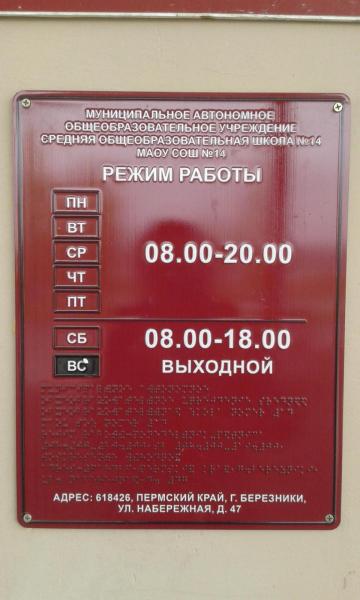 МУНИЦИПАЛЬНОЕ АВТОНОМНОЕ
ОБЩЕОБРАЗОВАТЕЛЬНОЕ УЧРЕЖДЕНИЕ
СРЕДНЯЯ ОБЩЕОБРАЗОВАТЕЛЬНАЯ ШКОЛА №14
МАОУ СОШ №14
РЕЖИМ РАБОТЫ
ПН
ВТ
СР 08.00-20.00
ЧТ
ПТ
СБ 08.00-18.00
ВС ВЫХОДНОЙ
АДРЕС: 618426, ПЕРМСКИЙ КРАЙ, Г. БЕРЕЗНИКИ,
УЛ. НАБЕРЕЖНАЯ, Д. 47